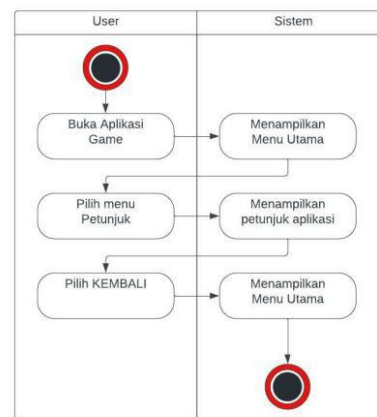 User
Sistem
Buka Aplikasi
Game
Menampilkan
Menu Utama
Pilih menu
Petunjuk
Menampilkan
petunjuk aplikasi
Pilih KEMBALI
Menampilkan
Menu Utama